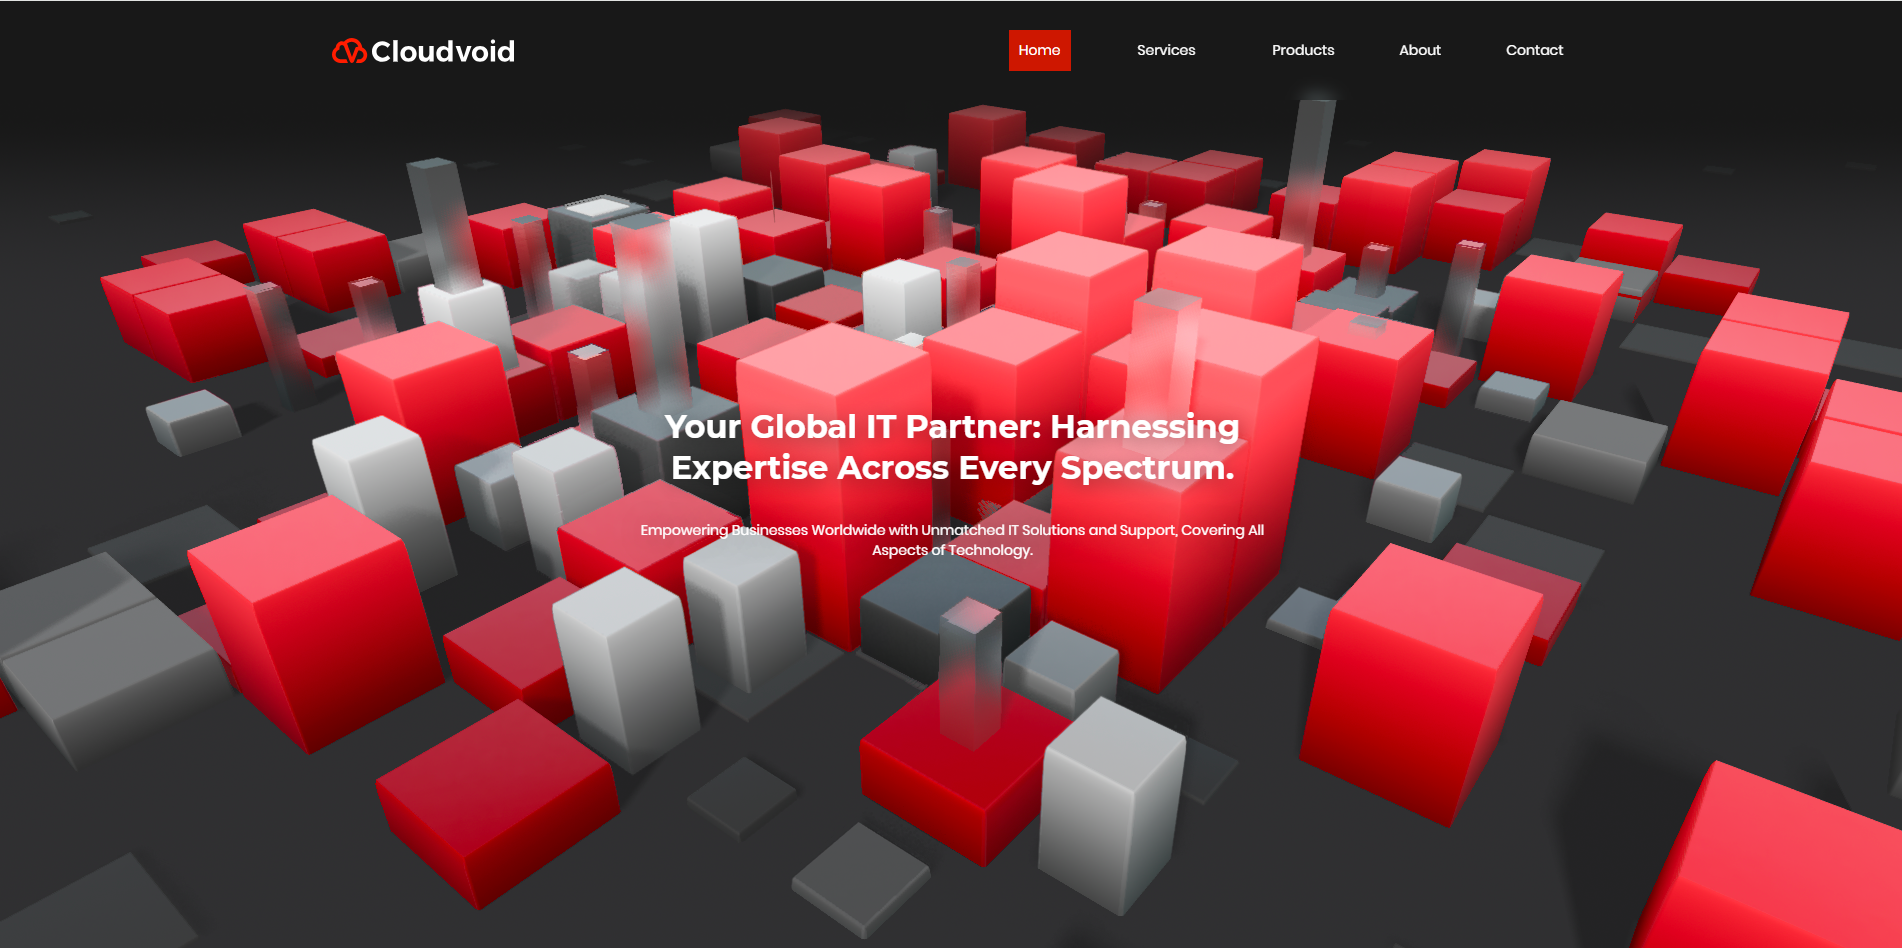 Cloudvoid
Home Services Products About Contact
Your Global IT Partner: Harnessing
Expertise Across Every Spectrum.
Empowering Businesses Worldwide with Unmatched IT Solutions and Support, Covering All
Aspects of Technology.